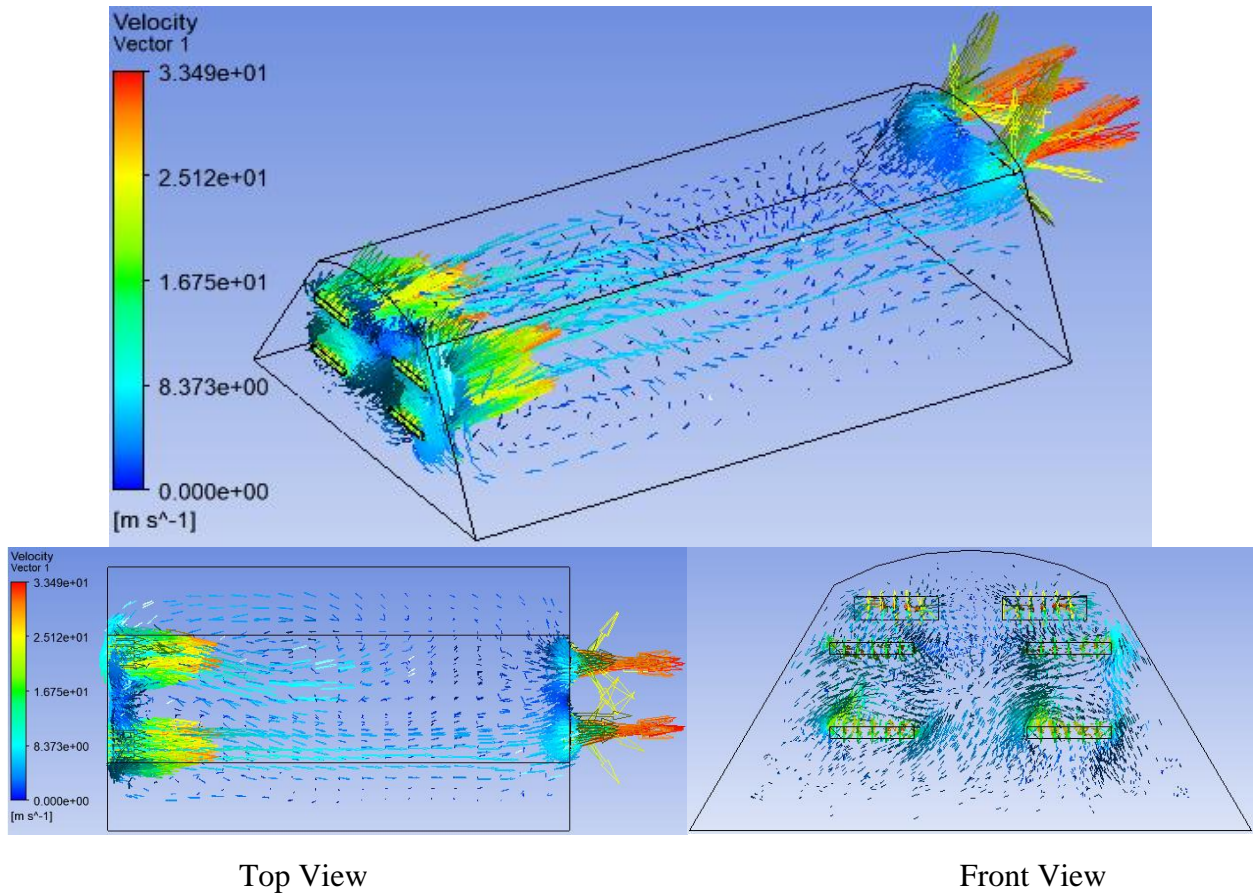 Velocity
Vector 1
3.349e+01
2.512e+01
1.675e+01
8.373e+00
0.000e+00
[m s^-1]
Velocity
Vector 1
3.349e+01
2.512e+01
1.675e+01
8.373e+00
0.000e+00
[m s^-1]
Top View
Front View